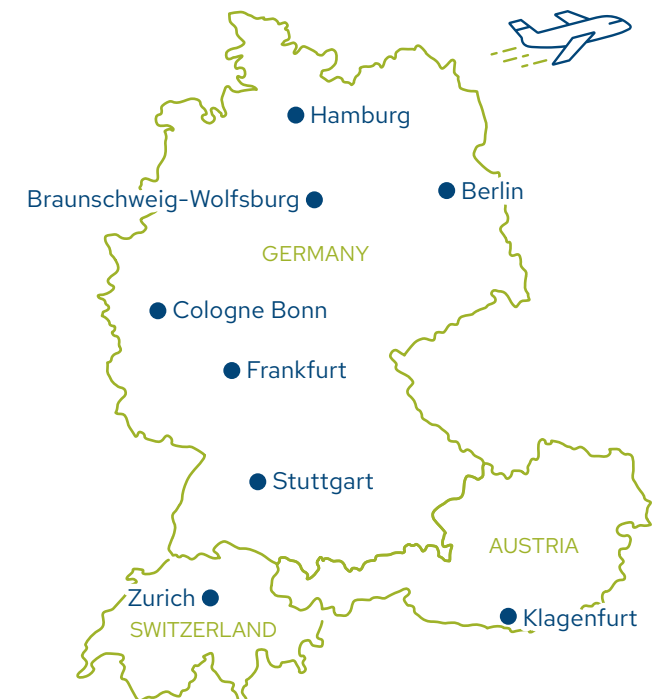 Hamburg
Braunschweig-Wolfsburg
Berlin
GERMANY
Cologne Bonn
Frankfurt
Stuttgart
AUSTRIA
Zurich
Klagenfurt
SWITZERLAND